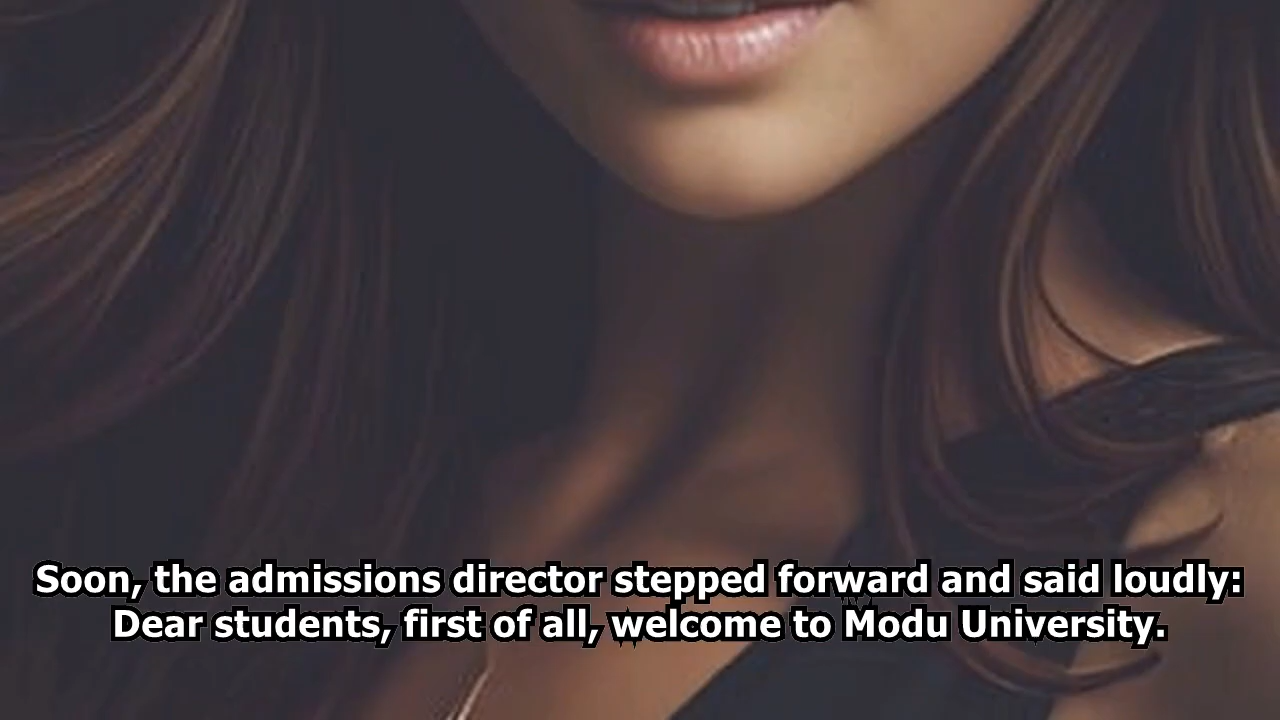 Soon, the admissions director stepped forward and said loudly:
Dear students, first of all, welcome to Modu University.